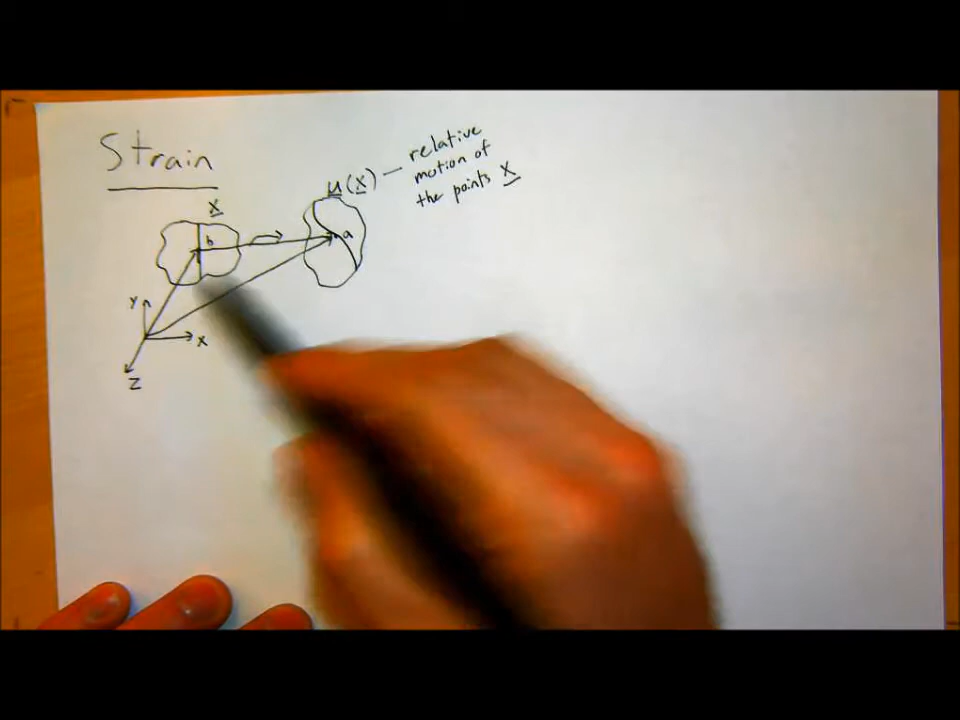 Strain
u(x) — relative
motion of
the points x
x
b
a
Y
x
Z